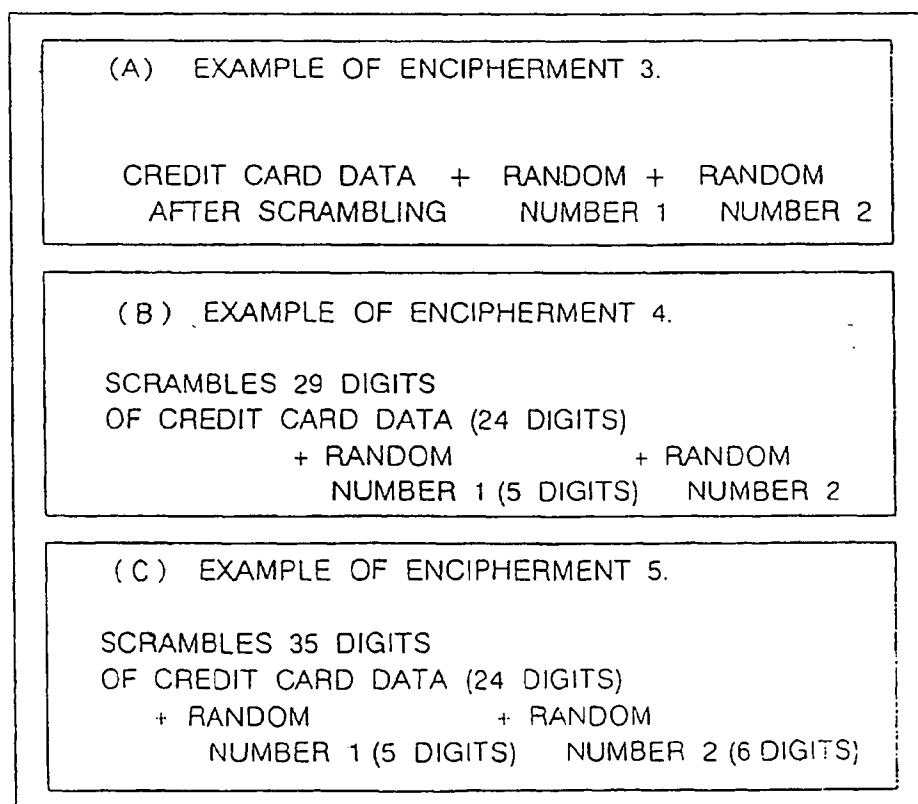 (A) EXAMPLE OF ENCIPHERMENT 3.
CREDIT CARD DATA + RANDOM + RANDOM
AFTER SCRAMBLING NUMBER 1 NUMBER 2
(B) EXAMPLE OF ENCIPHERMENT 4.
SCRAMBLES 29 DIGITS
OF CREDIT CARD DATA (24 DIGITS)
+ RANDOM + RANDOM
NUMBER 1 (5 DIGITS) NUMBER 2
(C) EXAMPLE OF ENCIPHERMENT 5.
SCRAMBLES 35 DIGITS
OF CREDIT CARD DATA (24 DIGITS)
+ RANDOM + RANDOM
NUMBER 1 (5 DIGITS) NUMBER 2 (6 DIGITS)